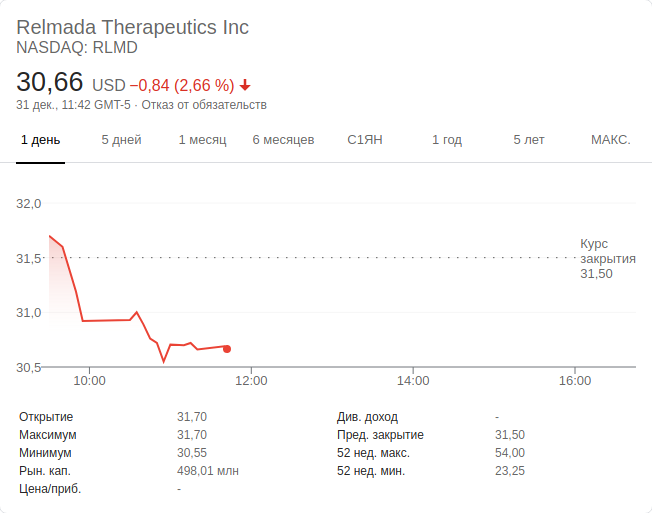 Relmada Therapeutics Inc
NASDAQ: RLMD
30,66 USD −0,84 (2,66 %)
31 дек., 11:42 GMT-5 · Отказ от обязательств
1 день 5 дней 1 месяц 6 месяцев С1ЯН 1 год 5 лет МАКС.
32,0
31,5
31,0
30,5
Курс
закрытия
31,50
10:00 12:00 14:00 16:00
Открытие 31,70
Максимум 31,70
Минимум 30,55
Рын. кап. 498,01 млн
Цена/приб. -
Див. доход -
Пред. закрытие 31,50
52 нед. макс. 54,00
52 нед. мин. 23,25